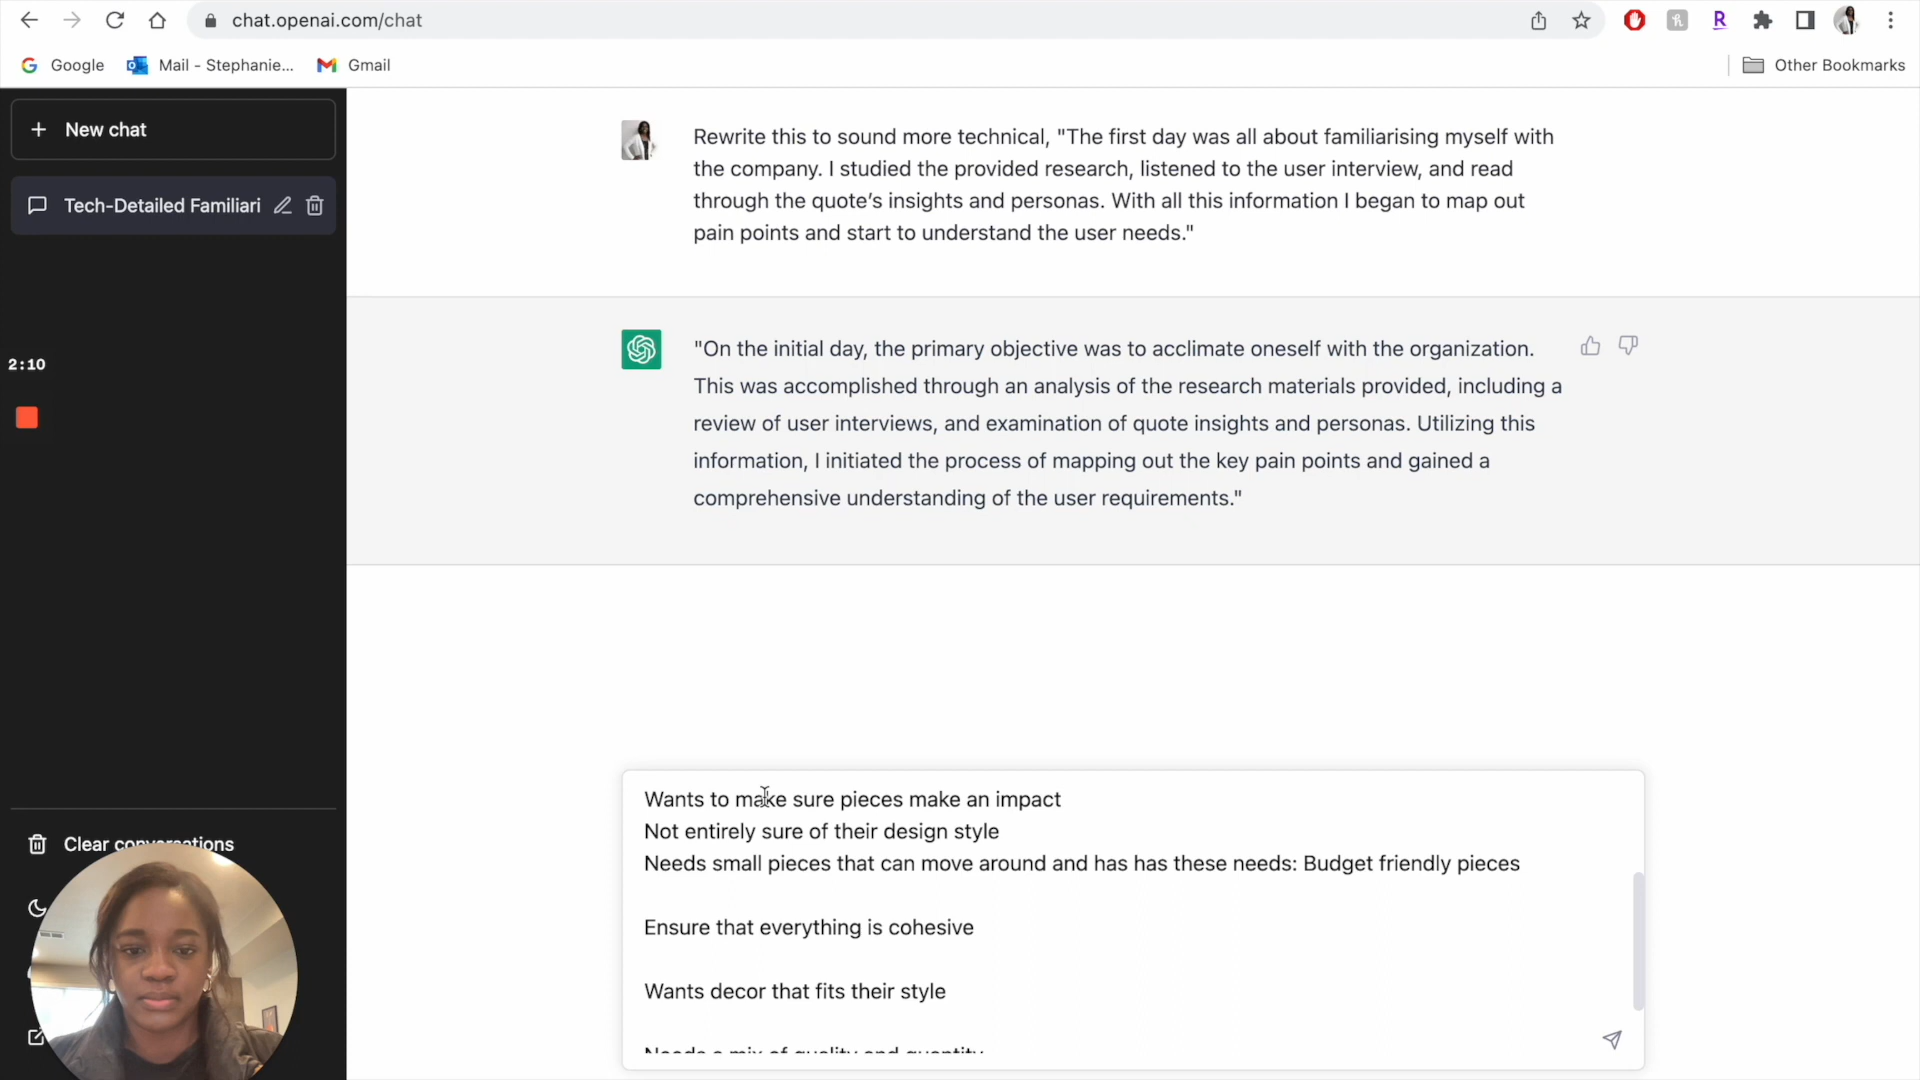 chat.openai.com/chat
Google
Mail - Stephanie...
Gmail
Other Bookmarks
New chat
Tech-Detailed Familiari
2:10
Clear conversations
Rewrite this to sound more technical, "The first day was all about familiarising myself with
the company. I studied the provided research, listened to the user interview, and read
through the quote’s insights and personas. With all this information I began to map out
pain points and start to understand the user needs."
"On the initial day, the primary objective was to acclimate oneself with the organization.
This was accomplished through an analysis of the research materials provided, including a
review of user interviews, and examination of quote insights and personas. Utilizing this
information, I initiated the process of mapping out the key pain points and gained a
comprehensive understanding of the user requirements."
Wants to make sure pieces make an impact
Not entirely sure of their design style
Needs small pieces that can move around and has has these needs: Budget friendly pieces
Ensure that everything is cohesive
Wants decor that fits their style
Needs a mix of quality and quantity